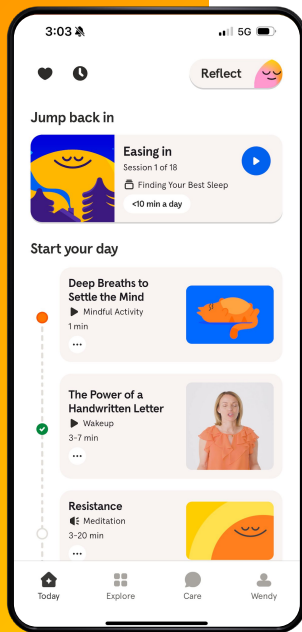 3:03
5G
Reflect
Jump back in
Easing in
Session 1 of 18
Finding Your Best Sleep
<10 min a day
Start your day
Deep Breaths to
Settle the Mind
Mindful Activity
1 min
The Power of a
Handwritten Letter
Wakeup
3-7 min
Resistance
Meditation
3-20 min
Today
Explore
Care
Wendy